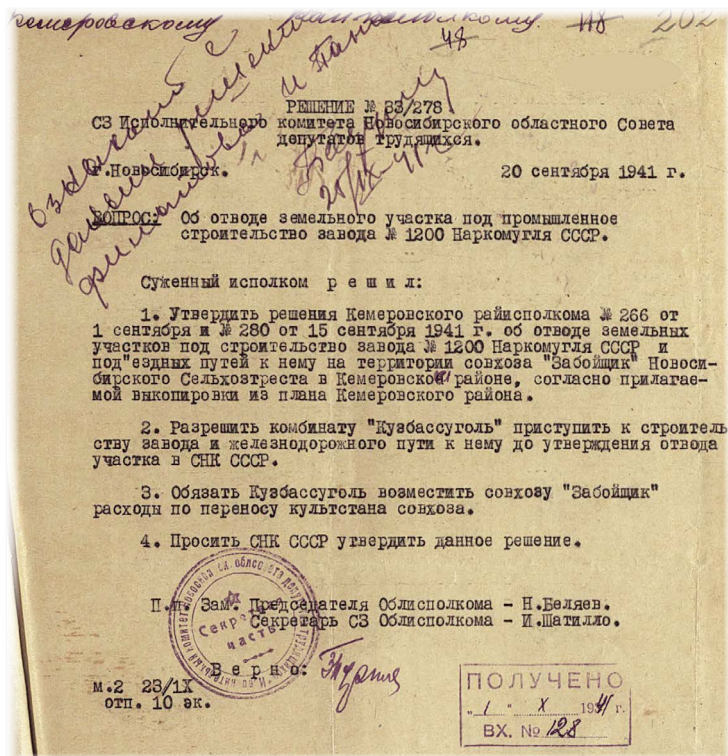 Кемеровскому Райисполкому. 118 202
48
РЕШЕНИЕ № 33/278
СЗ Исполнительного комитета Новосибирского областного Совета
депутатов трудящихся.
г.Новосибирск. 20 сентября 1941 г.
ВОПРОС: Об отводе земельного участка под промышленное
строительство завода № 1200 Наркомугля СССР.
Суженный исполком р е ш и л:
1. Утвердить решения Кемеровского райисполкома № 266 от
1 сентября и № 280 от 15 сентября 1941 г. об отводе земельных
участков под строительство завода № 1200 Наркомугля СССР и
под"ездных путей к нему на территории совхоза "Забойщик" Новоси-
бирского Сельхозтреста в Кемеровском районе, согласно прилагае-
мой выкопировки из плана Кемеровского района.
2. Разрешить комбинату "Кузбассуголь" приступить к строитель
ству завода и железнодорожного пути к нему до утверждения отвода
участка в СНК СССР.
3. Обязать Кузбассуголь возместить совхозу "Забойщик"
расходы по переносу культстана совхоза.
4. Просить СНК СССР утвердить данное решение.
П.п. Зам. Председателя Облисполкома - Н.Беляев.
Секретарь СЗ Облисполкома - И.Шатилло.
Секретная
часть
В е р н о:
м.2 23/1X
отп. 10 эк.
ПОЛУЧЕНО
" 1 " X 1941 г.
ВХ. № 128